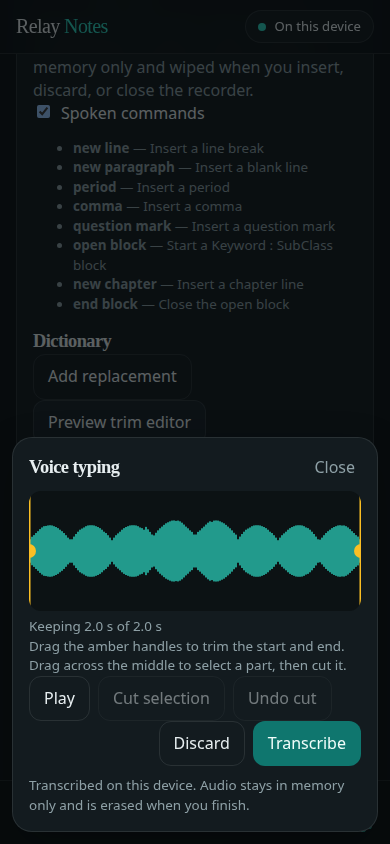 Relay Notes
On this device
memory only and wiped when you insert,
discard, or close the recorder.
Spoken commands
new line — Insert a line break
new paragraph — Insert a blank line
period — Insert a period
comma — Insert a comma
question mark — Insert a question mark
open block — Start a Keyword : SubClass
block
new chapter — Insert a chapter line
end block — Close the open block
Dictionary
Add replacement
Preview trim editor
Voice typing
Close
Keeping 2.0 s of 2.0 s
Drag the amber handles to trim the start and end.
Drag across the middle to select a part, then cut it.
Play
Cut selection
Undo cut
Discard
Transcribe
Transcribed on this device. Audio stays in memory
only and is erased when you finish.